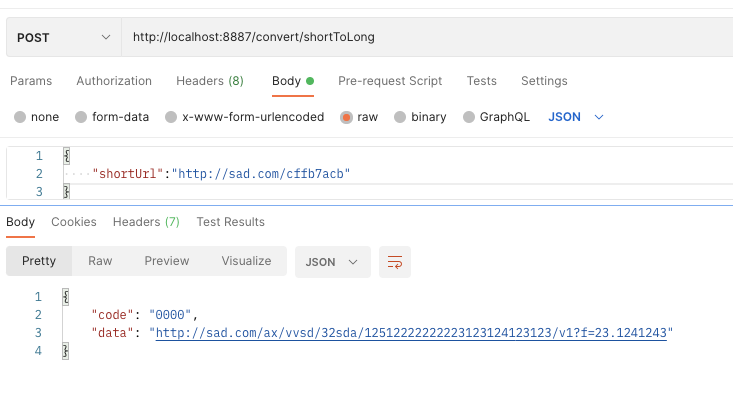 POST http://localhost:8887/convert/shortToLong
Params Authorization Headers (8) Body Pre-request Script Tests Settings
none form-data x-www-form-urlencoded raw binary GraphQL JSON
1 {
2 "shortUrl":"http://sad.com/cffb7acb"
3 }
Body Cookies Headers (7) Test Results
Pretty Raw Preview Visualize JSON
1 {
2 "code": "0000",
3 "data": "http://sad.com/ax/vvsd/32sda/12512222222223123124123123/v1?f=23.1241243"
4 }